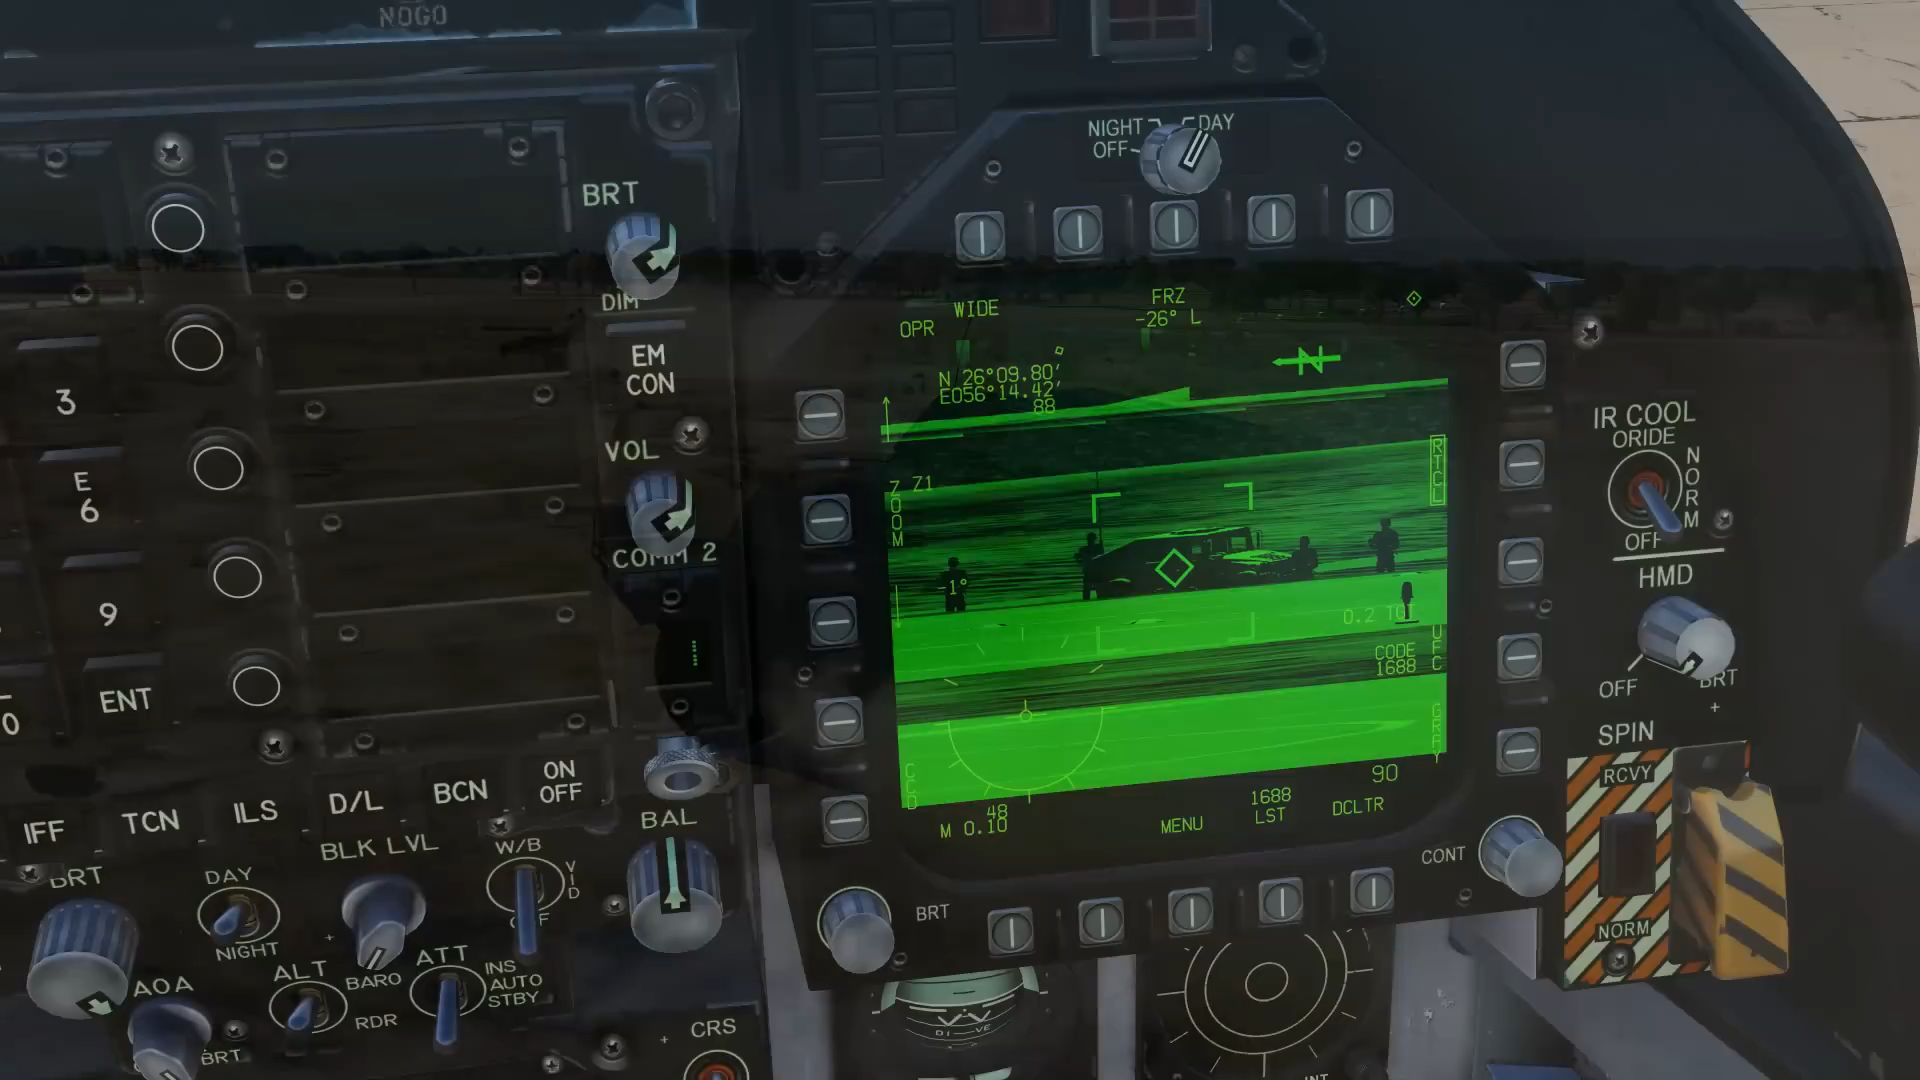 NOGO
NIGHT
DAY
OFF
BRT
DIM
EM
CON
VOL
COMM 2
3
E
6
9
0
ENT
IFF
TCN
ILS
D/L
BCN
ON
OFF
BRT
DAY
NIGHT
BLK LVL
W/B
VID
OFF
BAL
AOA
BRT
ALT
BARO
RDR
ATT
INS
AUTO
STBY
CRS
WIDE
OPR
FRZ
-26° L
N
N 26°09.80'
E056°14.42'
88
RTCL
Z1
ZOOM
-1°
0.2 TGT
UFC
CODE
1688
GRAY
CCD
48
M 0.10
MENU
1688
LST
90
DCLTR
BRT
CONT
IR COOL
ORIDE
NORM
OFF
HMD
OFF
BRT
SPIN
RCVY
NORM